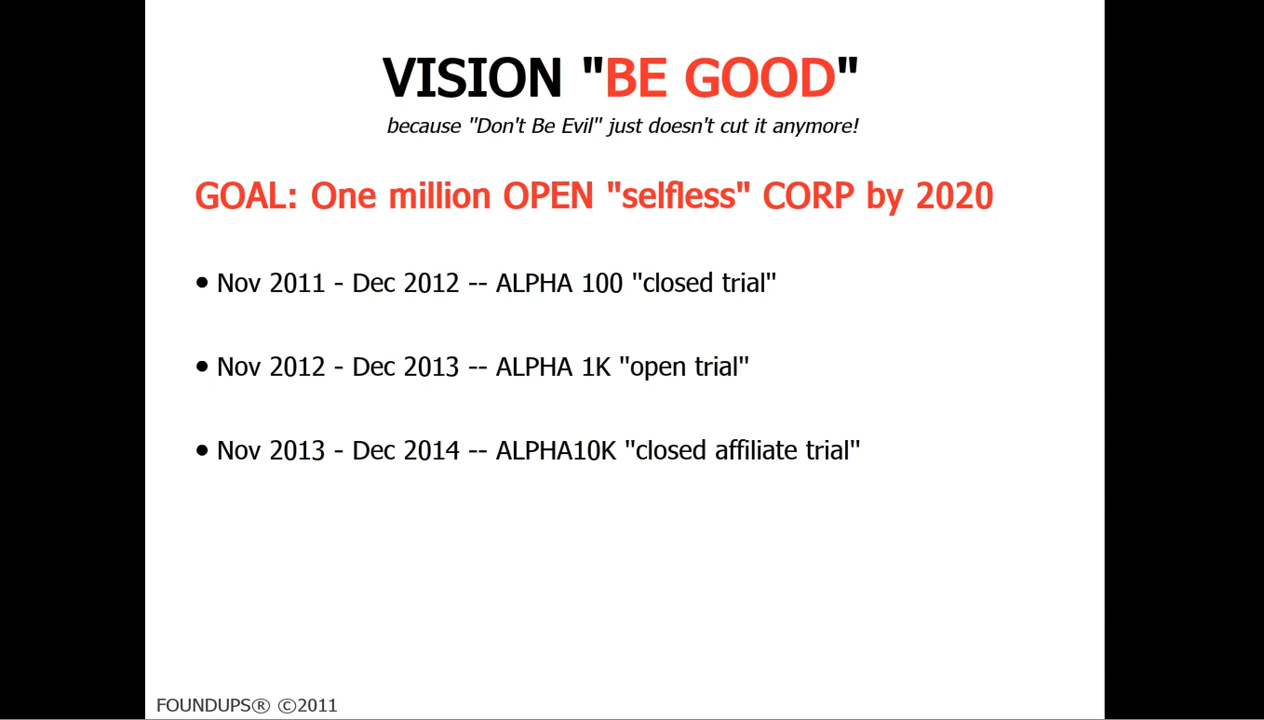 VISION "BE GOOD"
because "Don't Be Evil" just doesn't cut it anymore!
GOAL: One million OPEN "selfless" CORP by 2020
• Nov 2011 - Dec 2012 -- ALPHA 100 "closed trial"
• Nov 2012 - Dec 2013 -- ALPHA 1K "open trial"
• Nov 2013 - Dec 2014 -- ALPHA10K "closed affiliate trial"
FOUNDUPS® ©2011